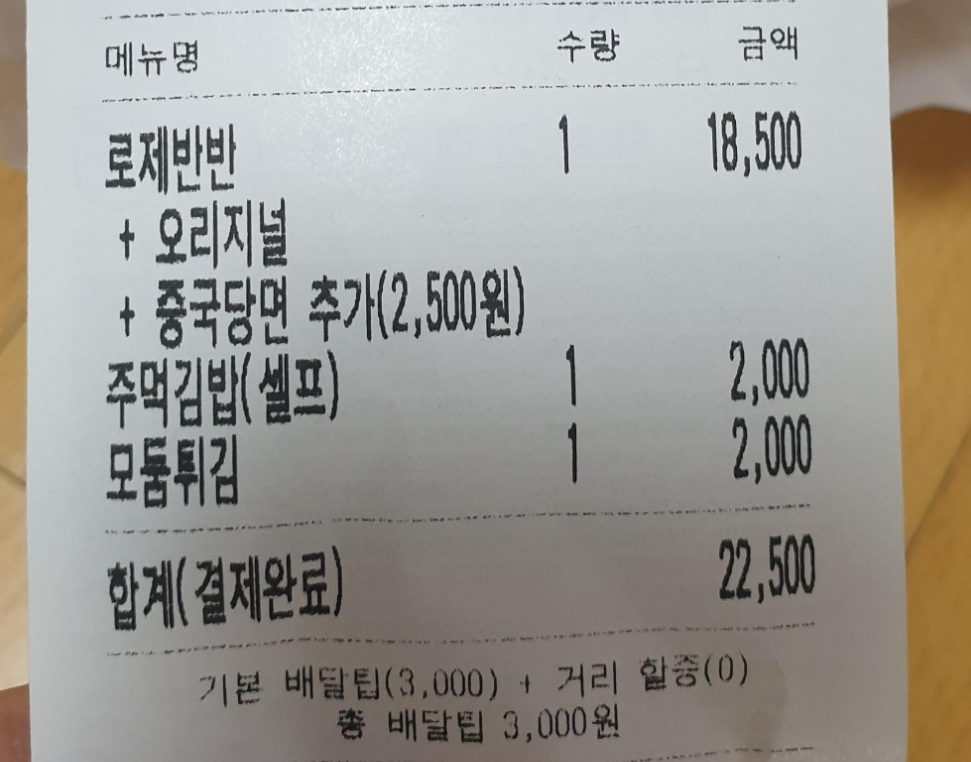 메뉴명 수량 금액
로제반반 1 18,500
+ 오리지널
+ 중국당면 추가(2,500원)
주먹김밥(셀프) 1 2,000
모둠튀김 1 2,000
합계(결제완료) 22,500
기본 배달팁(3,000) + 거리 할증(0)
총 배달팁 3,000원